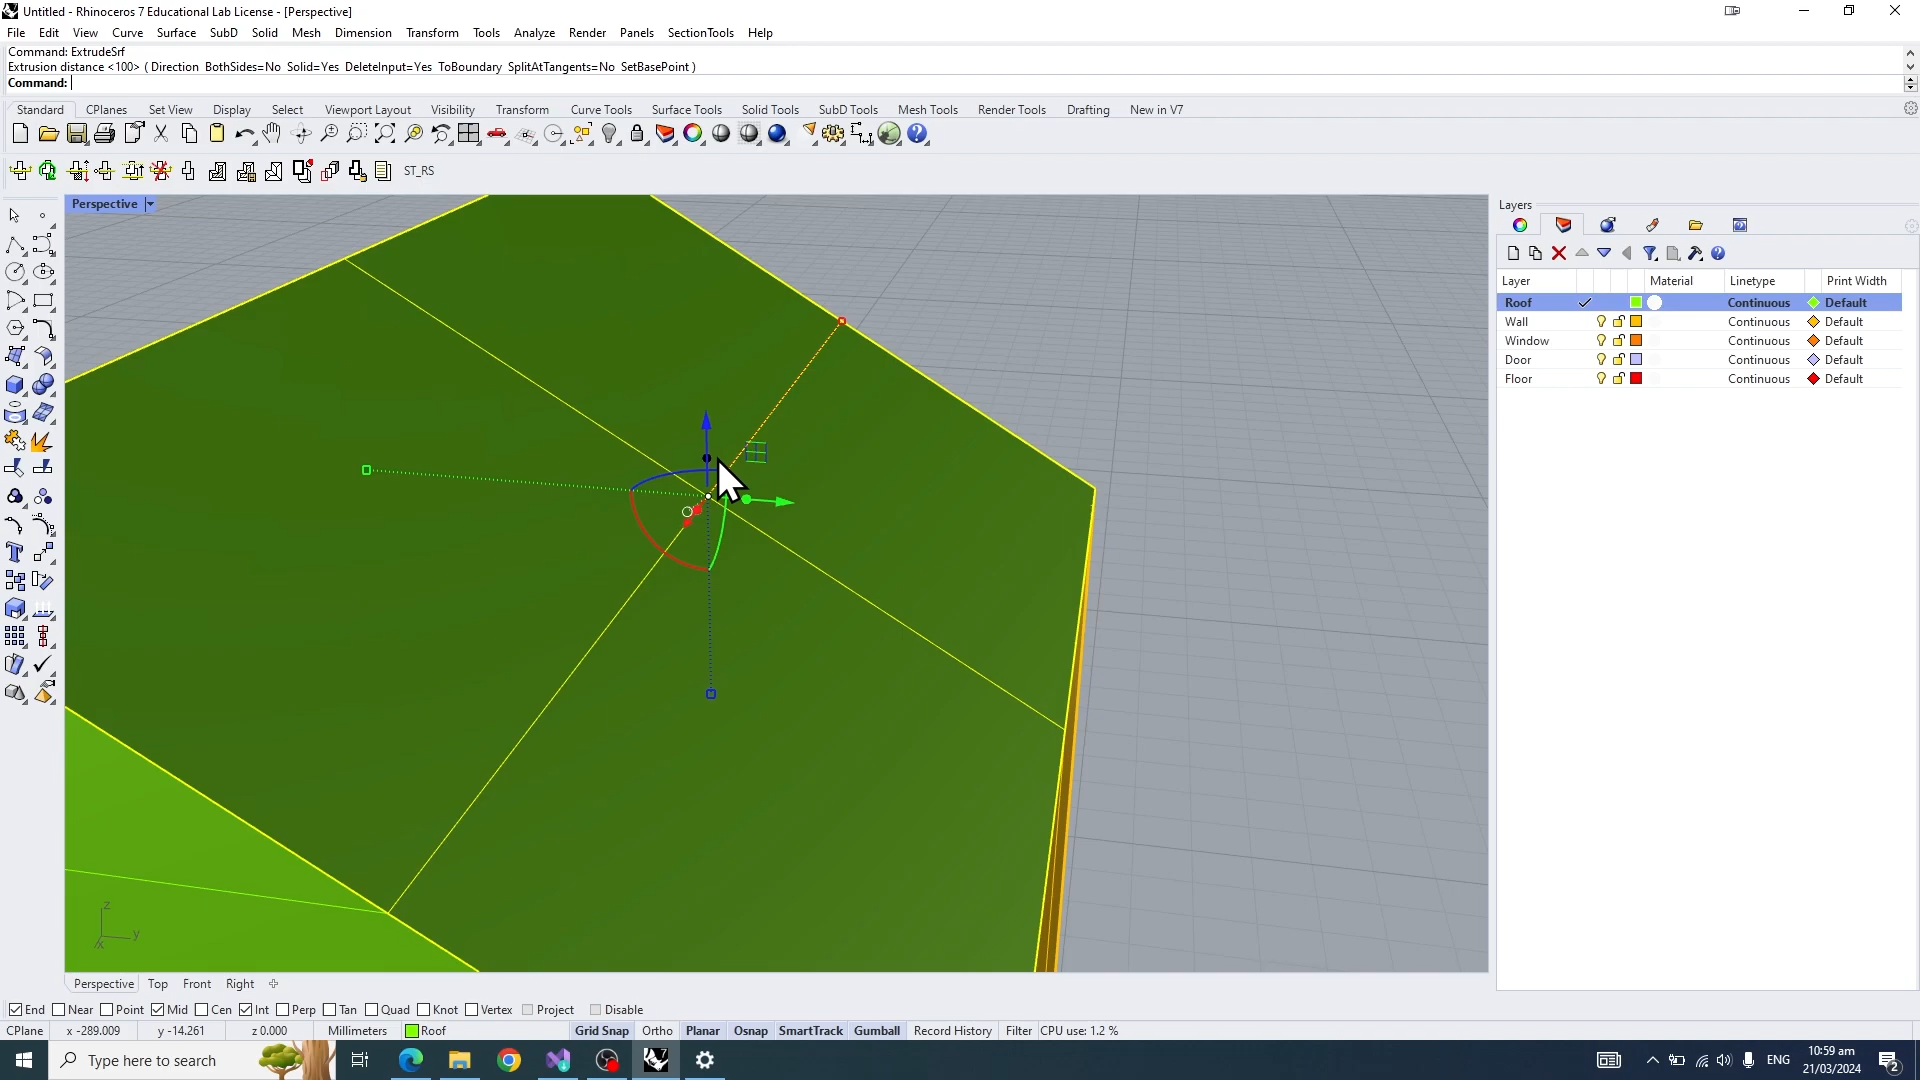 Untitled - Rhinoceros 7 Educational Lab License - [Perspective]
File Edit View Curve Surface SubD Solid Mesh Dimension Transform Tools Analyze Render Panels SectionTools Help
Command: ExtrudeSrf
Extrusion distance <100> ( Direction BothSides=No Solid=Yes DeleteInput=Yes ToBoundary SplitAtTangents=No SetBasePoint )
Command:
Standard CPlanes Set View Display Select Viewport Layout Visibility Transform Curve Tools Surface Tools Solid Tools SubD Tools Mesh Tools Render Tools Drafting New in V7
ST_RS
Perspective
Layers
Layer Material Linetype Print Width
Roof Continuous Default
Wall Continuous Default
Window Continuous Default
Door Continuous Default
Floor Continuous Default
z
y
x
Perspective Top Front Right
End Near Point Mid Cen Int Perp Tan Quad Knot Vertex Project Disable
CPlane x -289.009 y -14.261 z 0.000 Millimeters Roof Grid Snap Ortho Planar Osnap SmartTrack Gumball Record History Filter CPU use: 1.2 %
Type here to search
ENG
10:59 am
21/03/2024
2